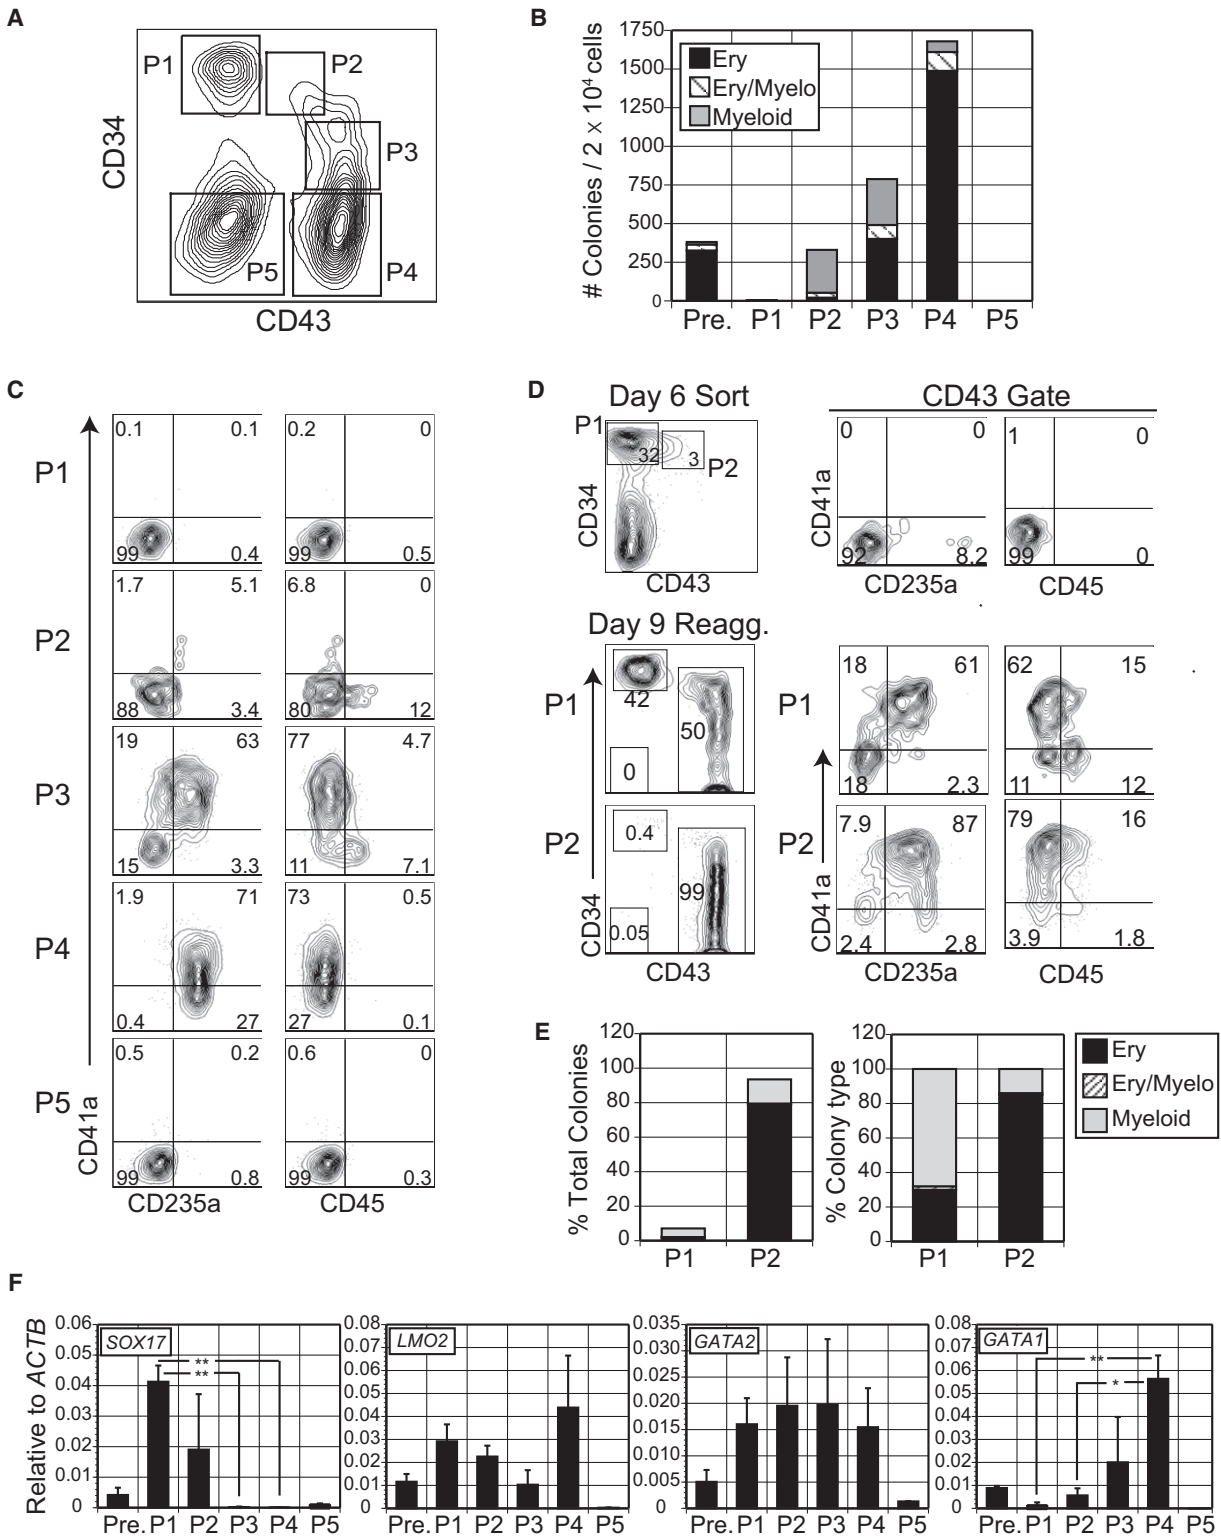 A
P1
P2
P3
P5
P4
CD34
CD43
B
# Colonies / 2 x 10⁴ cells
1750
1500
1250
1000
750
500
250
0
Ery
Ery/Myelo
Myeloid
Pre. P1 P2 P3 P4 P5
C
P1
0.1 0.1 0.2 0
99 0.4 99 0.5
P2
1.7 5.1 6.8 0
88 3.4 80 12
P3
19 63 77 4.7
15 3.3 11 7.1
P4
1.9 71 73 0.5
0.4 27 27 0.1
P5
0.5 0.2 0.6 0
99 0.8 99 0.3
CD41a
CD235a CD45
D
Day 6 Sort
CD43 Gate
P1
32
3
P2
CD34
CD43
0 0 1 0
92 8.2 99 0
CD41a
CD235a CD45
Day 9 Reagg.
P1
42
50
0
P2
0.4
99
0.05
CD34
CD43
P1
18 61 62 15
18 2.3 11 12
P2
7.9 87 79 16
2.4 2.8 3.9 1.8
CD41a
CD235a CD45
E
% Total Colonies
120
100
80
60
40
20
0
P1 P2
% Colony type
120
100
80
60
40
20
0
P1 P2
Ery
Ery/Myelo
Myeloid
F
Relative to ACTB
SOX17
0.06
0.05
0.04
0.03
0.02
0.01
0
**
**
Pre. P1 P2 P3 P4 P5
LMO2
0.08
0.07
0.06
0.05
0.04
0.03
0.02
0.01
0
Pre. P1 P2 P3 P4 P5
GATA2
0.035
0.03
0.025
0.02
0.015
0.01
0.005
0
Pre. P1 P2 P3 P4 P5
GATA1
0.08
0.07
0.06
0.05
0.04
0.03
0.02
0.01
0
**
*
Pre. P1 P2 P3 P4 P5